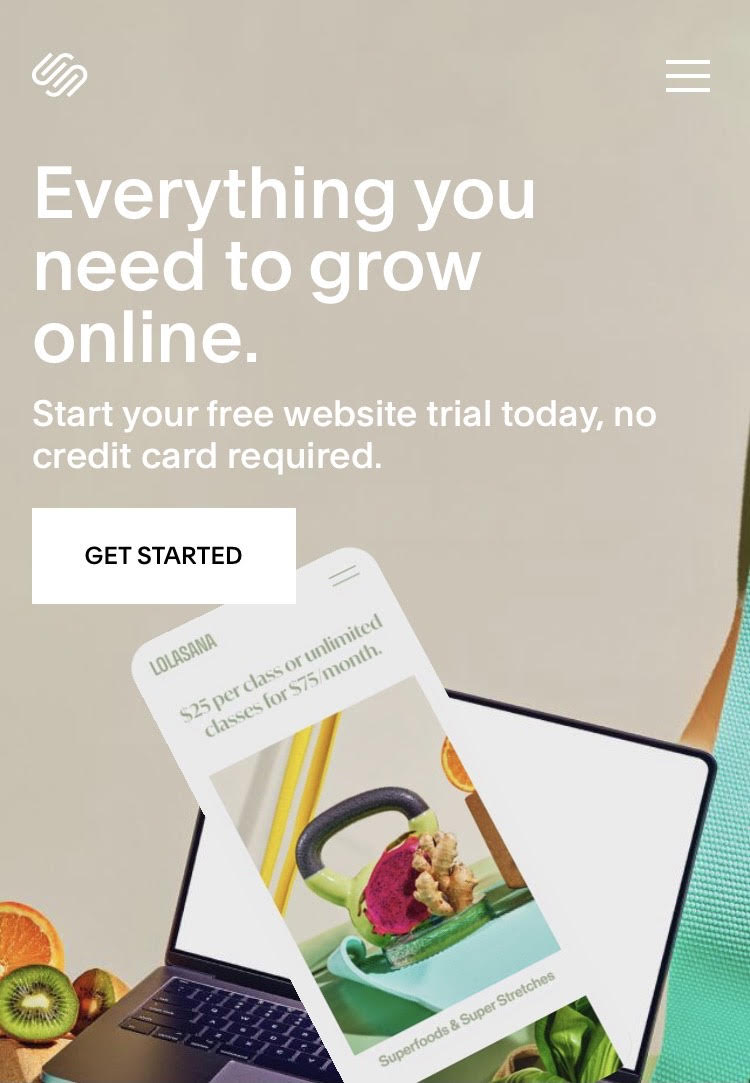 Everything you
need to grow
online.
Start your free website trial today, no
credit card required.
GET STARTED
LOLASANA
$25 per class or unlimited
classes for $75/month.
Superfoods & Super Stretches